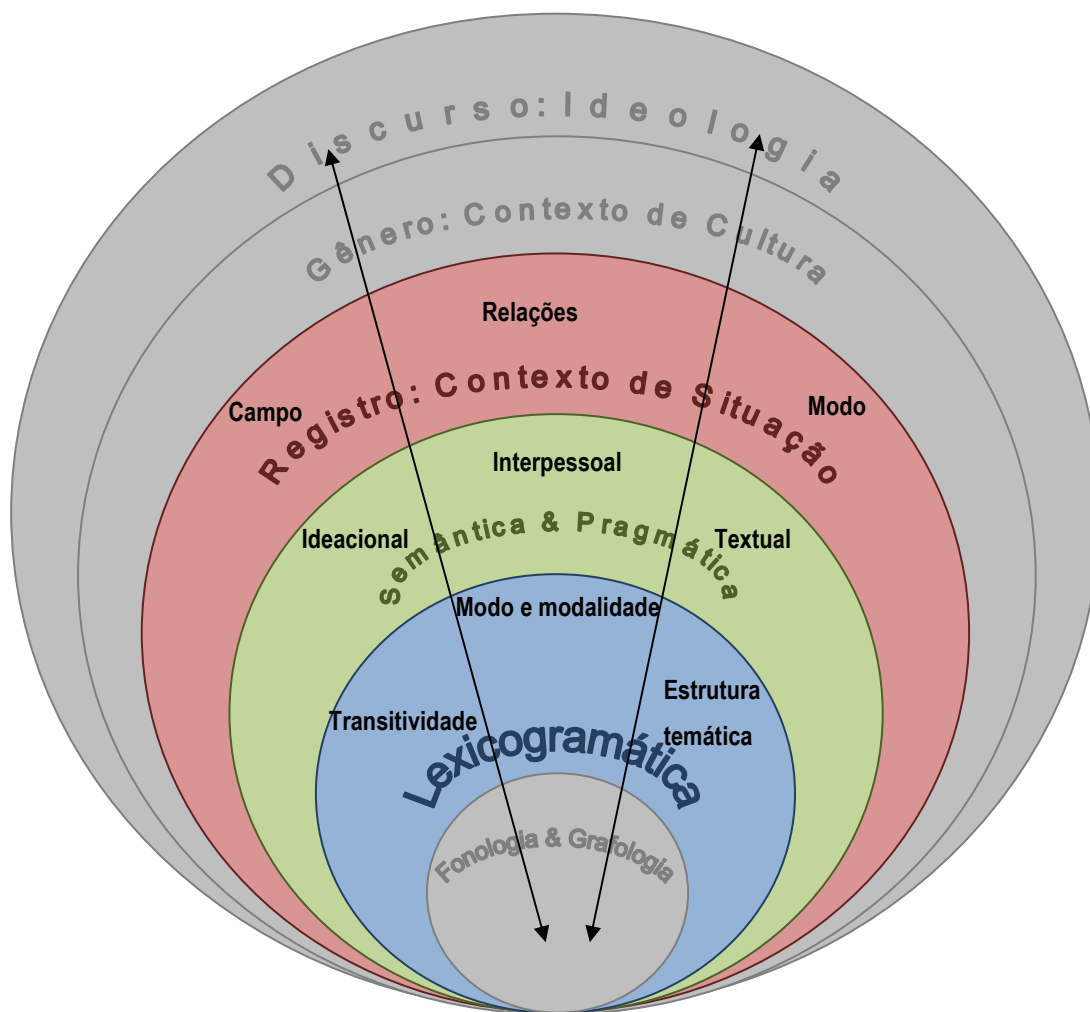 Discurso: Ideologia
Gênero: Contexto de Cultura
Relações
Registro: Contexto de Situação
Campo
Modo
Interpessoal
Semântica & Pragmática
Ideacional
Textual
Modo e modalidade
Transitividade
Estrutura
temática
Lexicogramática
Fonologia & Grafologia